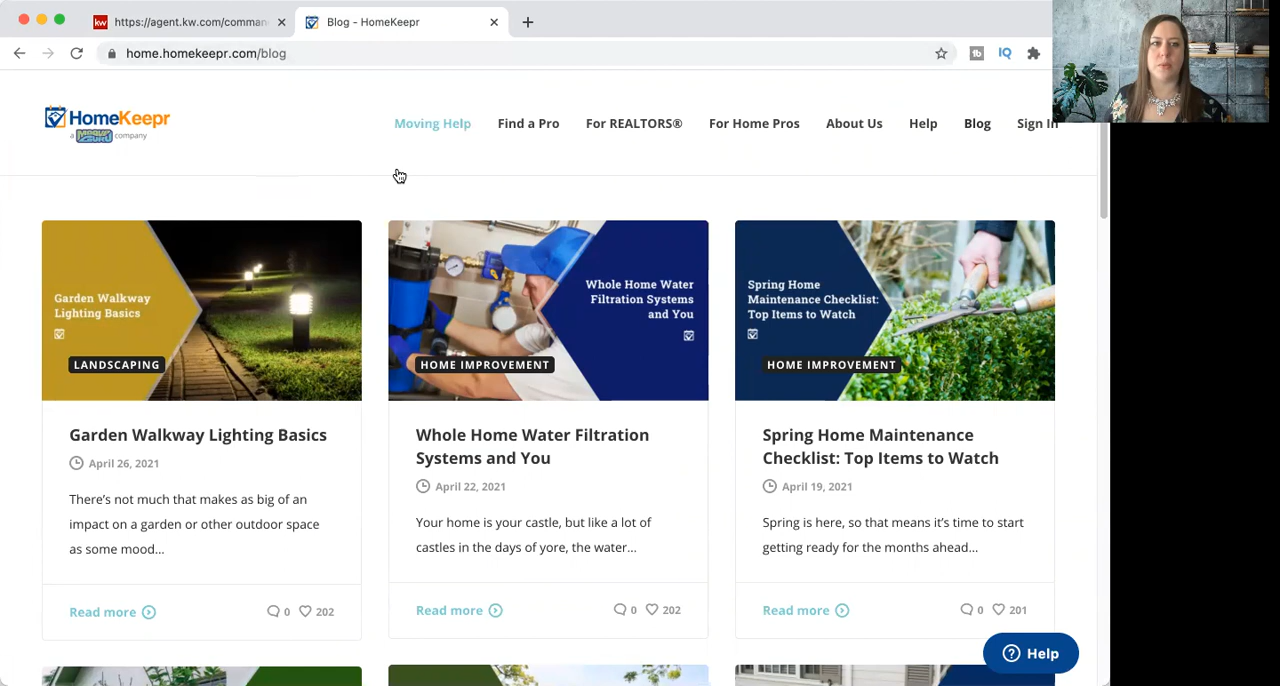 kw https://agent.kw.com/comman
Blog - HomeKeepr
home.homekeepr.com/blog
IQ
HomeKeepr
a company
Moving Help
Find a Pro
For REALTORS®
For Home Pros
About Us
Help
Blog
Sign In
Garden Walkway
Lighting Basics
LANDSCAPING
Garden Walkway Lighting Basics
April 26, 2021
There's not much that makes as big of an
impact on a garden or other outdoor space
as some mood...
Read more
0
202
Whole Home Water
Filtration Systems
and You
HOME IMPROVEMENT
Whole Home Water Filtration
Systems and You
April 22, 2021
Your home is your castle, but like a lot of
castles in the days of yore, the water...
Read more
0
202
Spring Home
Maintenance Checklist:
Top Items to Watch
HOME IMPROVEMENT
Spring Home Maintenance
Checklist: Top Items to Watch
April 19, 2021
Spring is here, so that means it's time to start
getting ready for the months ahead...
Read more
0
201
Help